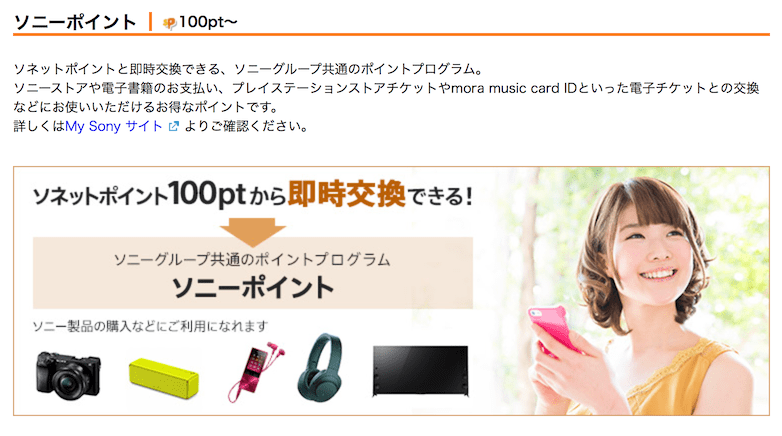 ソニーポイント 100pt〜
ソネットポイントと即時交換できる、ソニーグループ共通のポイントプログラム。
ソニーストアや電子書籍のお支払い、プレイステーションストアチケットやmora music card IDといった電子チケットとの交換
などにお使いいただけるお得なポイントです。
詳しくはMy Sony サイト よりご確認ください。
ソネットポイント100ptから即時交換できる！
ソニーグループ共通のポイントプログラム
ソニーポイント
ソニー製品の購入などにご利用になれます